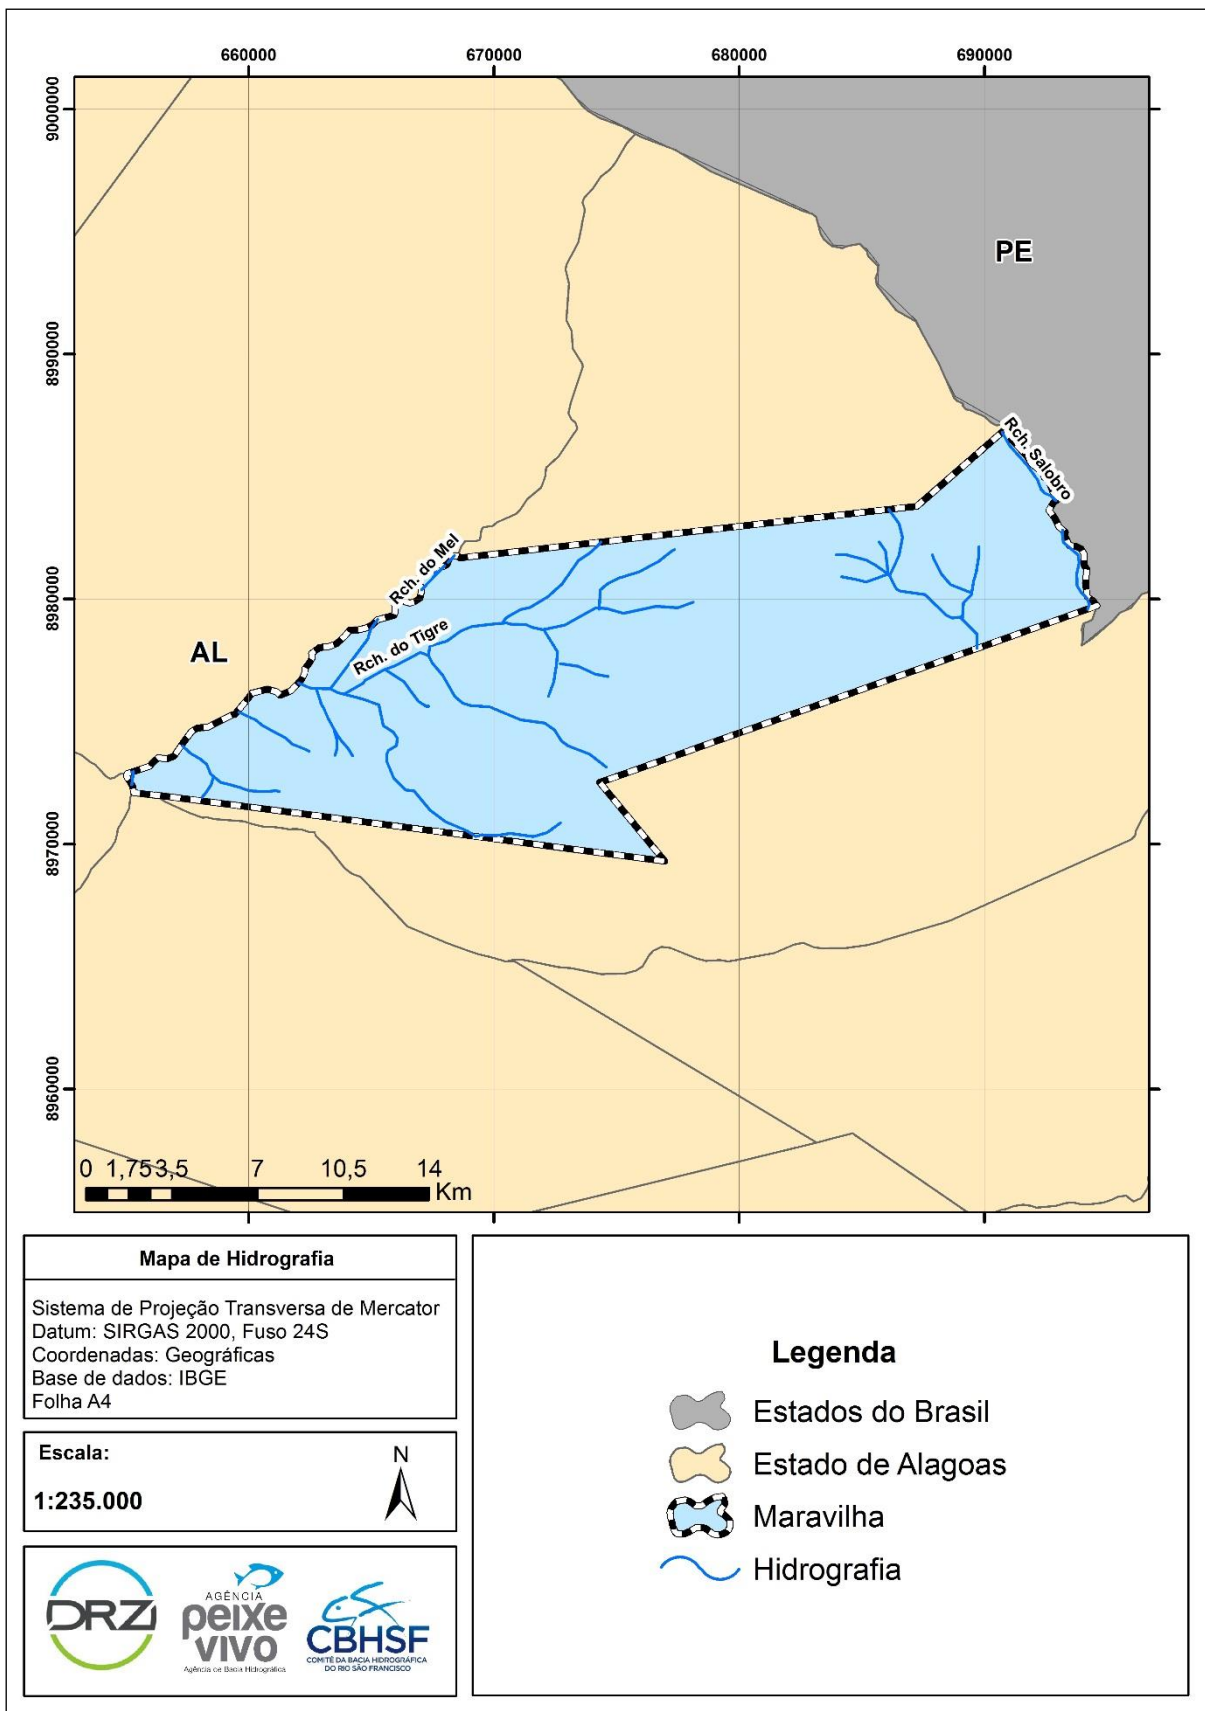 660000 670000 680000 690000
9000000
8990000
8980000
8970000
8960000
PE
Rch. Salobro
Rch. do Mel
Rch. do Tigre
AL
0 1,75 3,5 7 10,5 14
Km
Mapa de Hidrografia
Sistema de Projeção Transversa de Mercator
Datum: SIRGAS 2000, Fuso 24S
Coordenadas: Geográficas
Base de dados: IBGE
Folha A4
Escala:
1:235.000
N
DRZ
AGÊNCIA
peixe
vivo
Agência de Bacia Hidrográfica
CBHSF
COMITÊ DA BACIA HIDROGRÁFICA
DO RIO SÃO FRANCISCO
Legenda
Estados do Brasil
Estado de Alagoas
Maravilha
Hidrografia